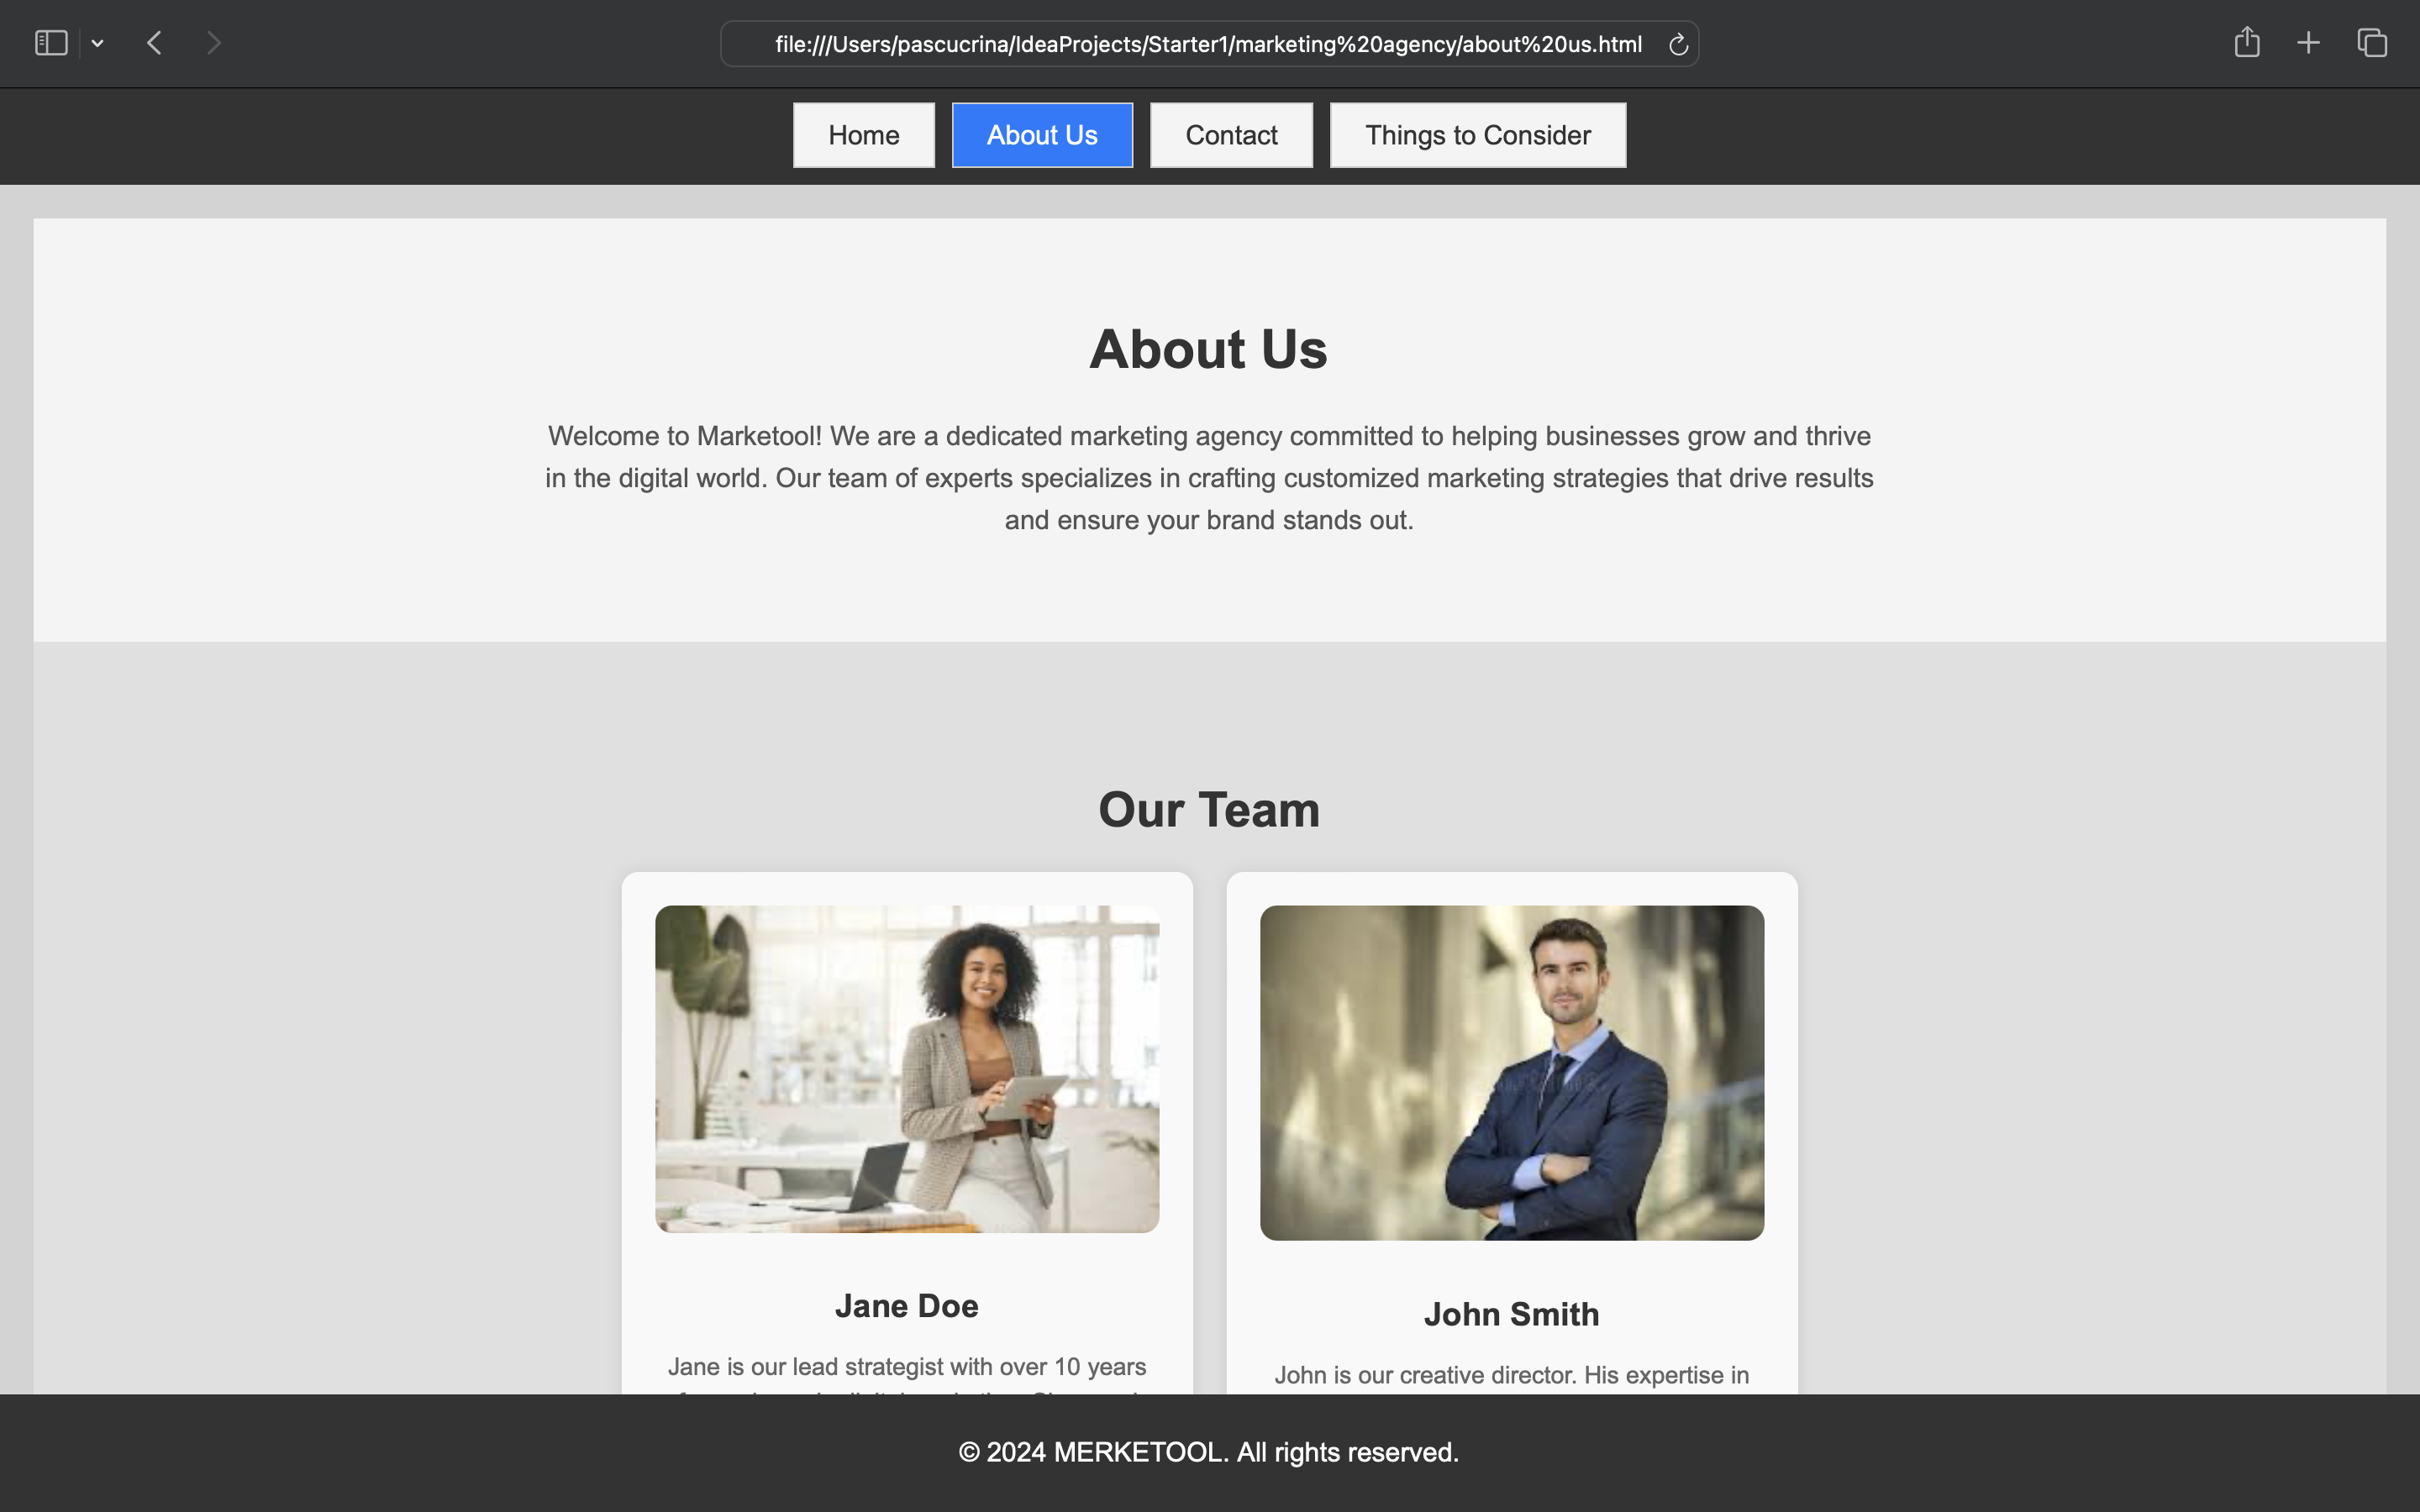 file:///Users/pascucrina/IdeaProjects/Starter1/marketing%20agency/about%20us.html
Home
About Us
Contact
Things to Consider
About Us
Welcome to Marketool! We are a dedicated marketing agency committed to helping businesses grow and thrive
in the digital world. Our team of experts specializes in crafting customized marketing strategies that drive results
and ensure your brand stands out.
Our Team
Jane Doe
Jane is our lead strategist with over 10 years
John Smith
John is our creative director. His expertise in
© 2024 MERKETOOL. All rights reserved.